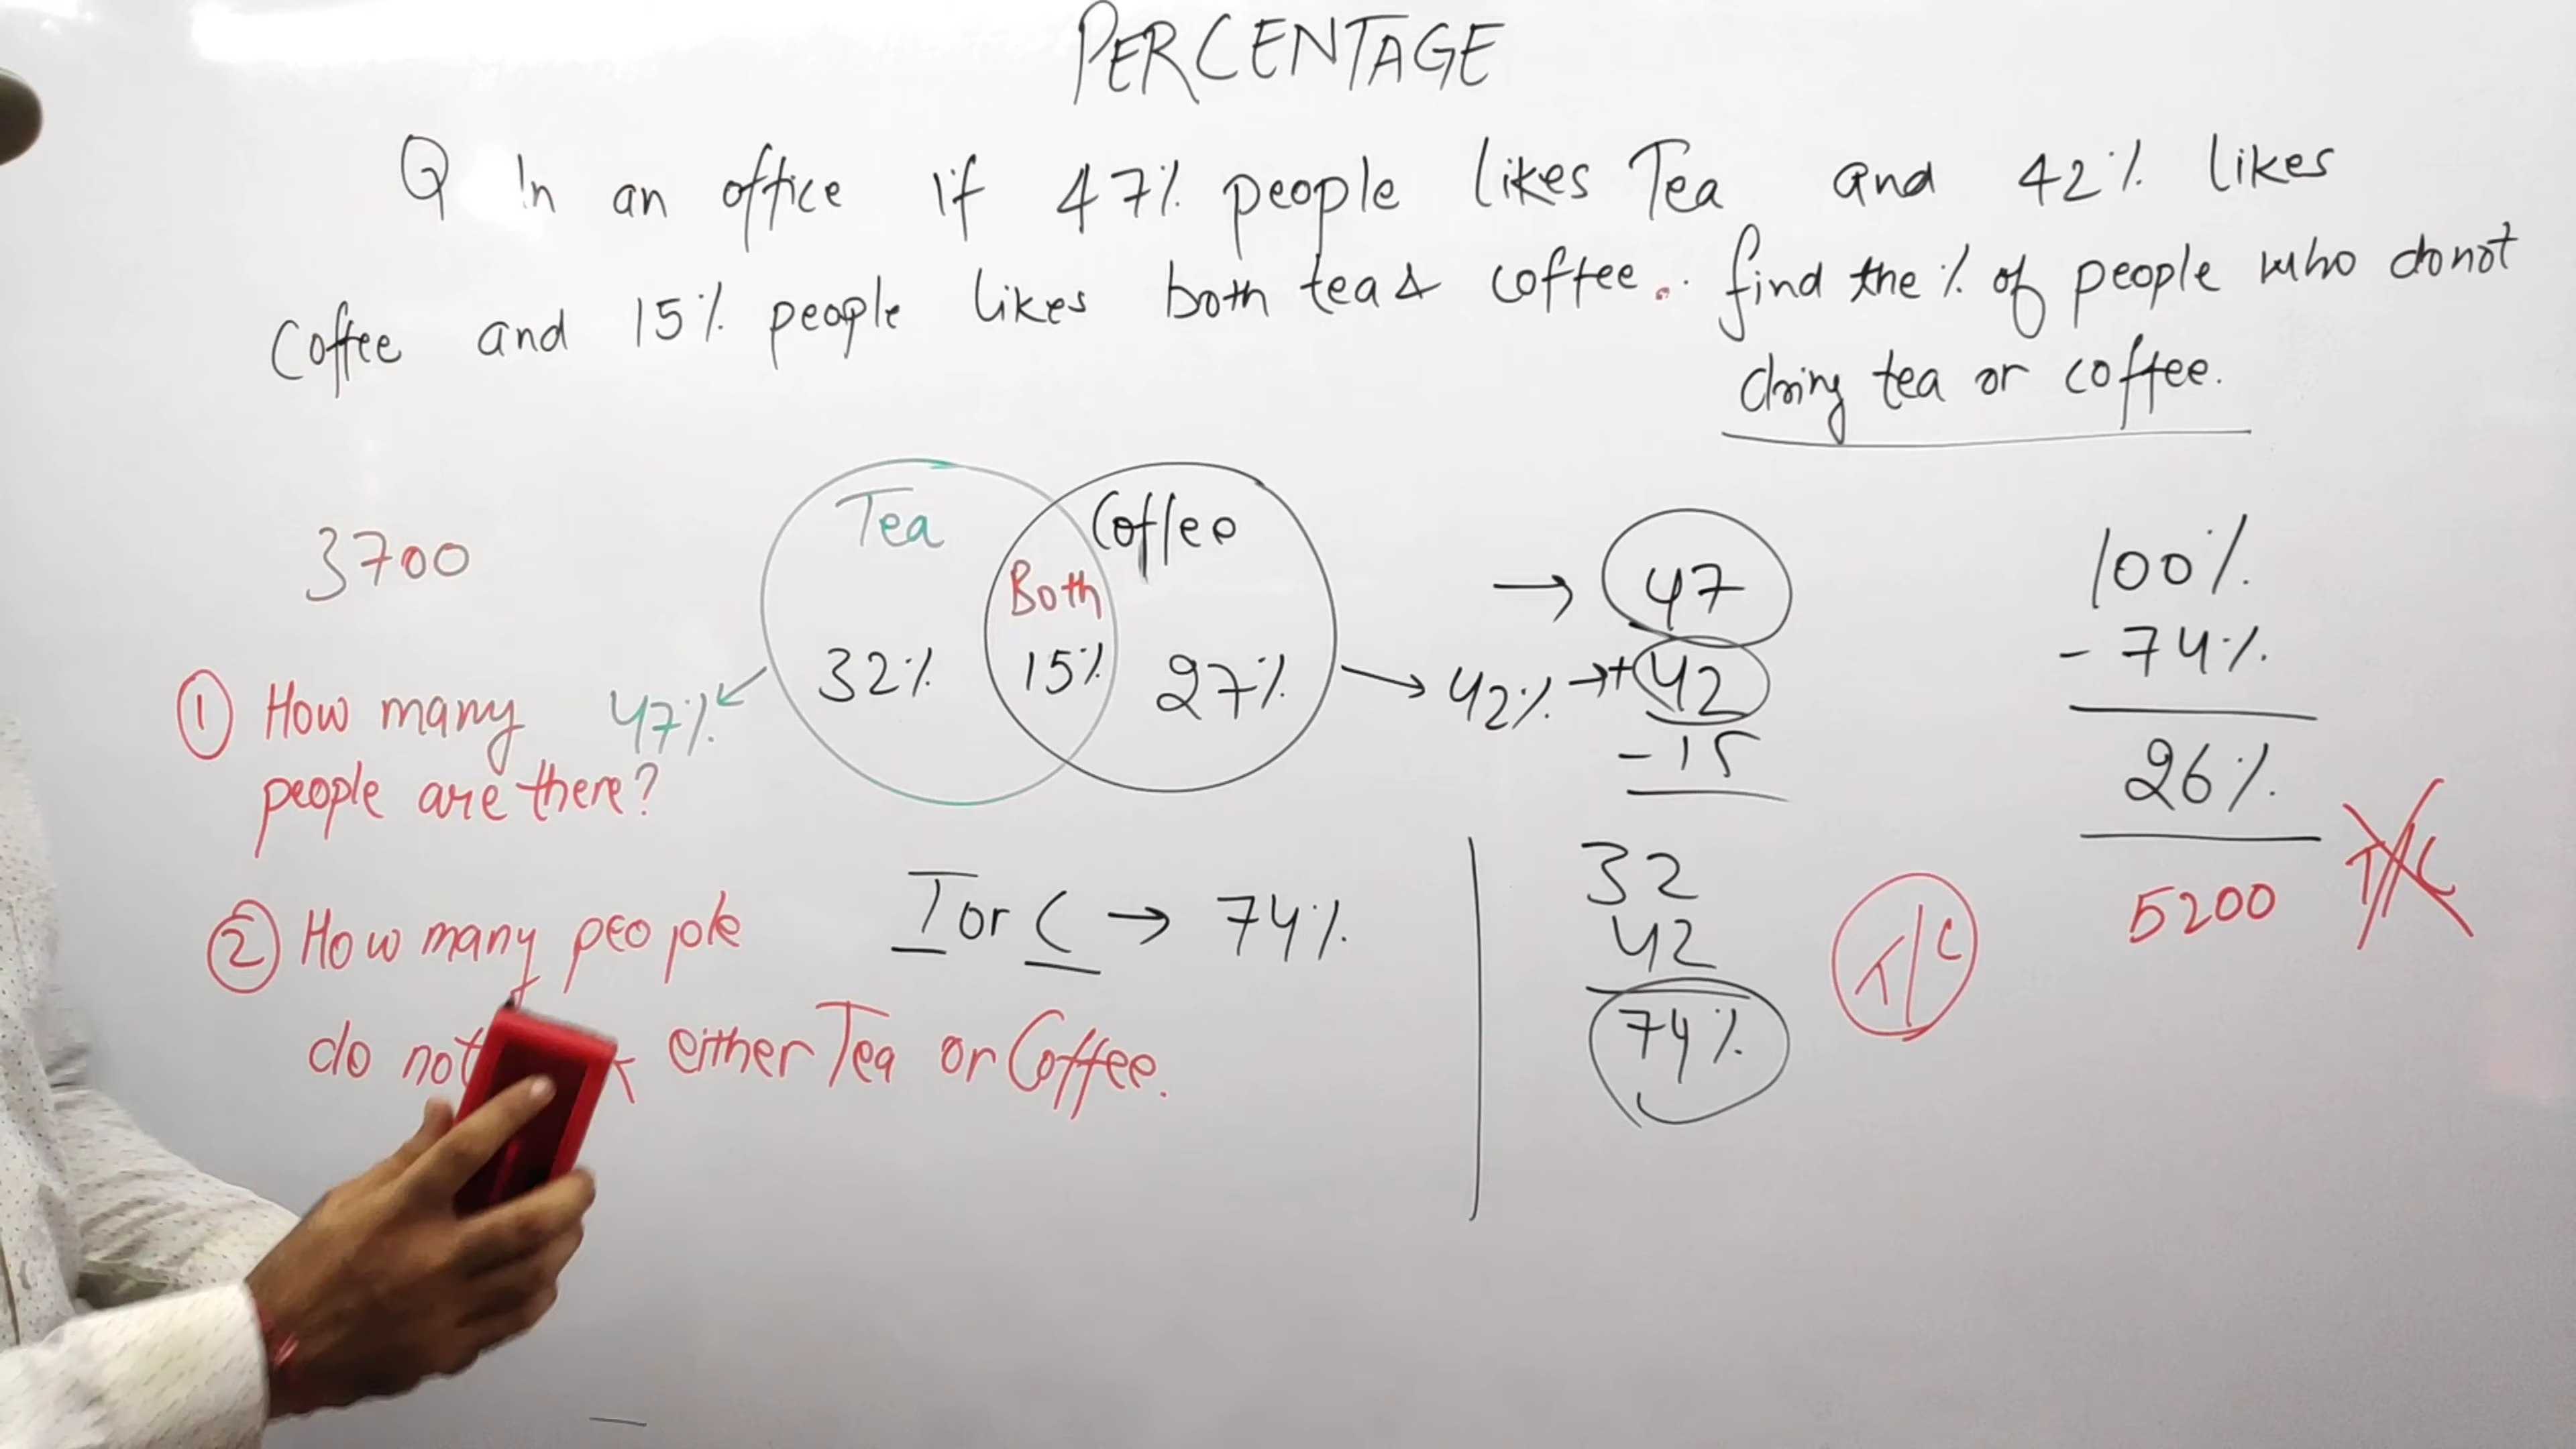 PERCENTAGE
Q In an office if 47% people likes Tea and 42% likes
Coffee and 15% people likes both tea & coffee. find the % of people who donot
dring tea or coffee.
3700
Tea
Coffee
Both
32%
15%
27%
47%
42%
47
+ 42
- 15
32
42
74%
T/C
100%
- 74%
26%
5200
T/C
① How many
people are there?
② How many people
do not either Tea or Coffee.
T or C → 74%